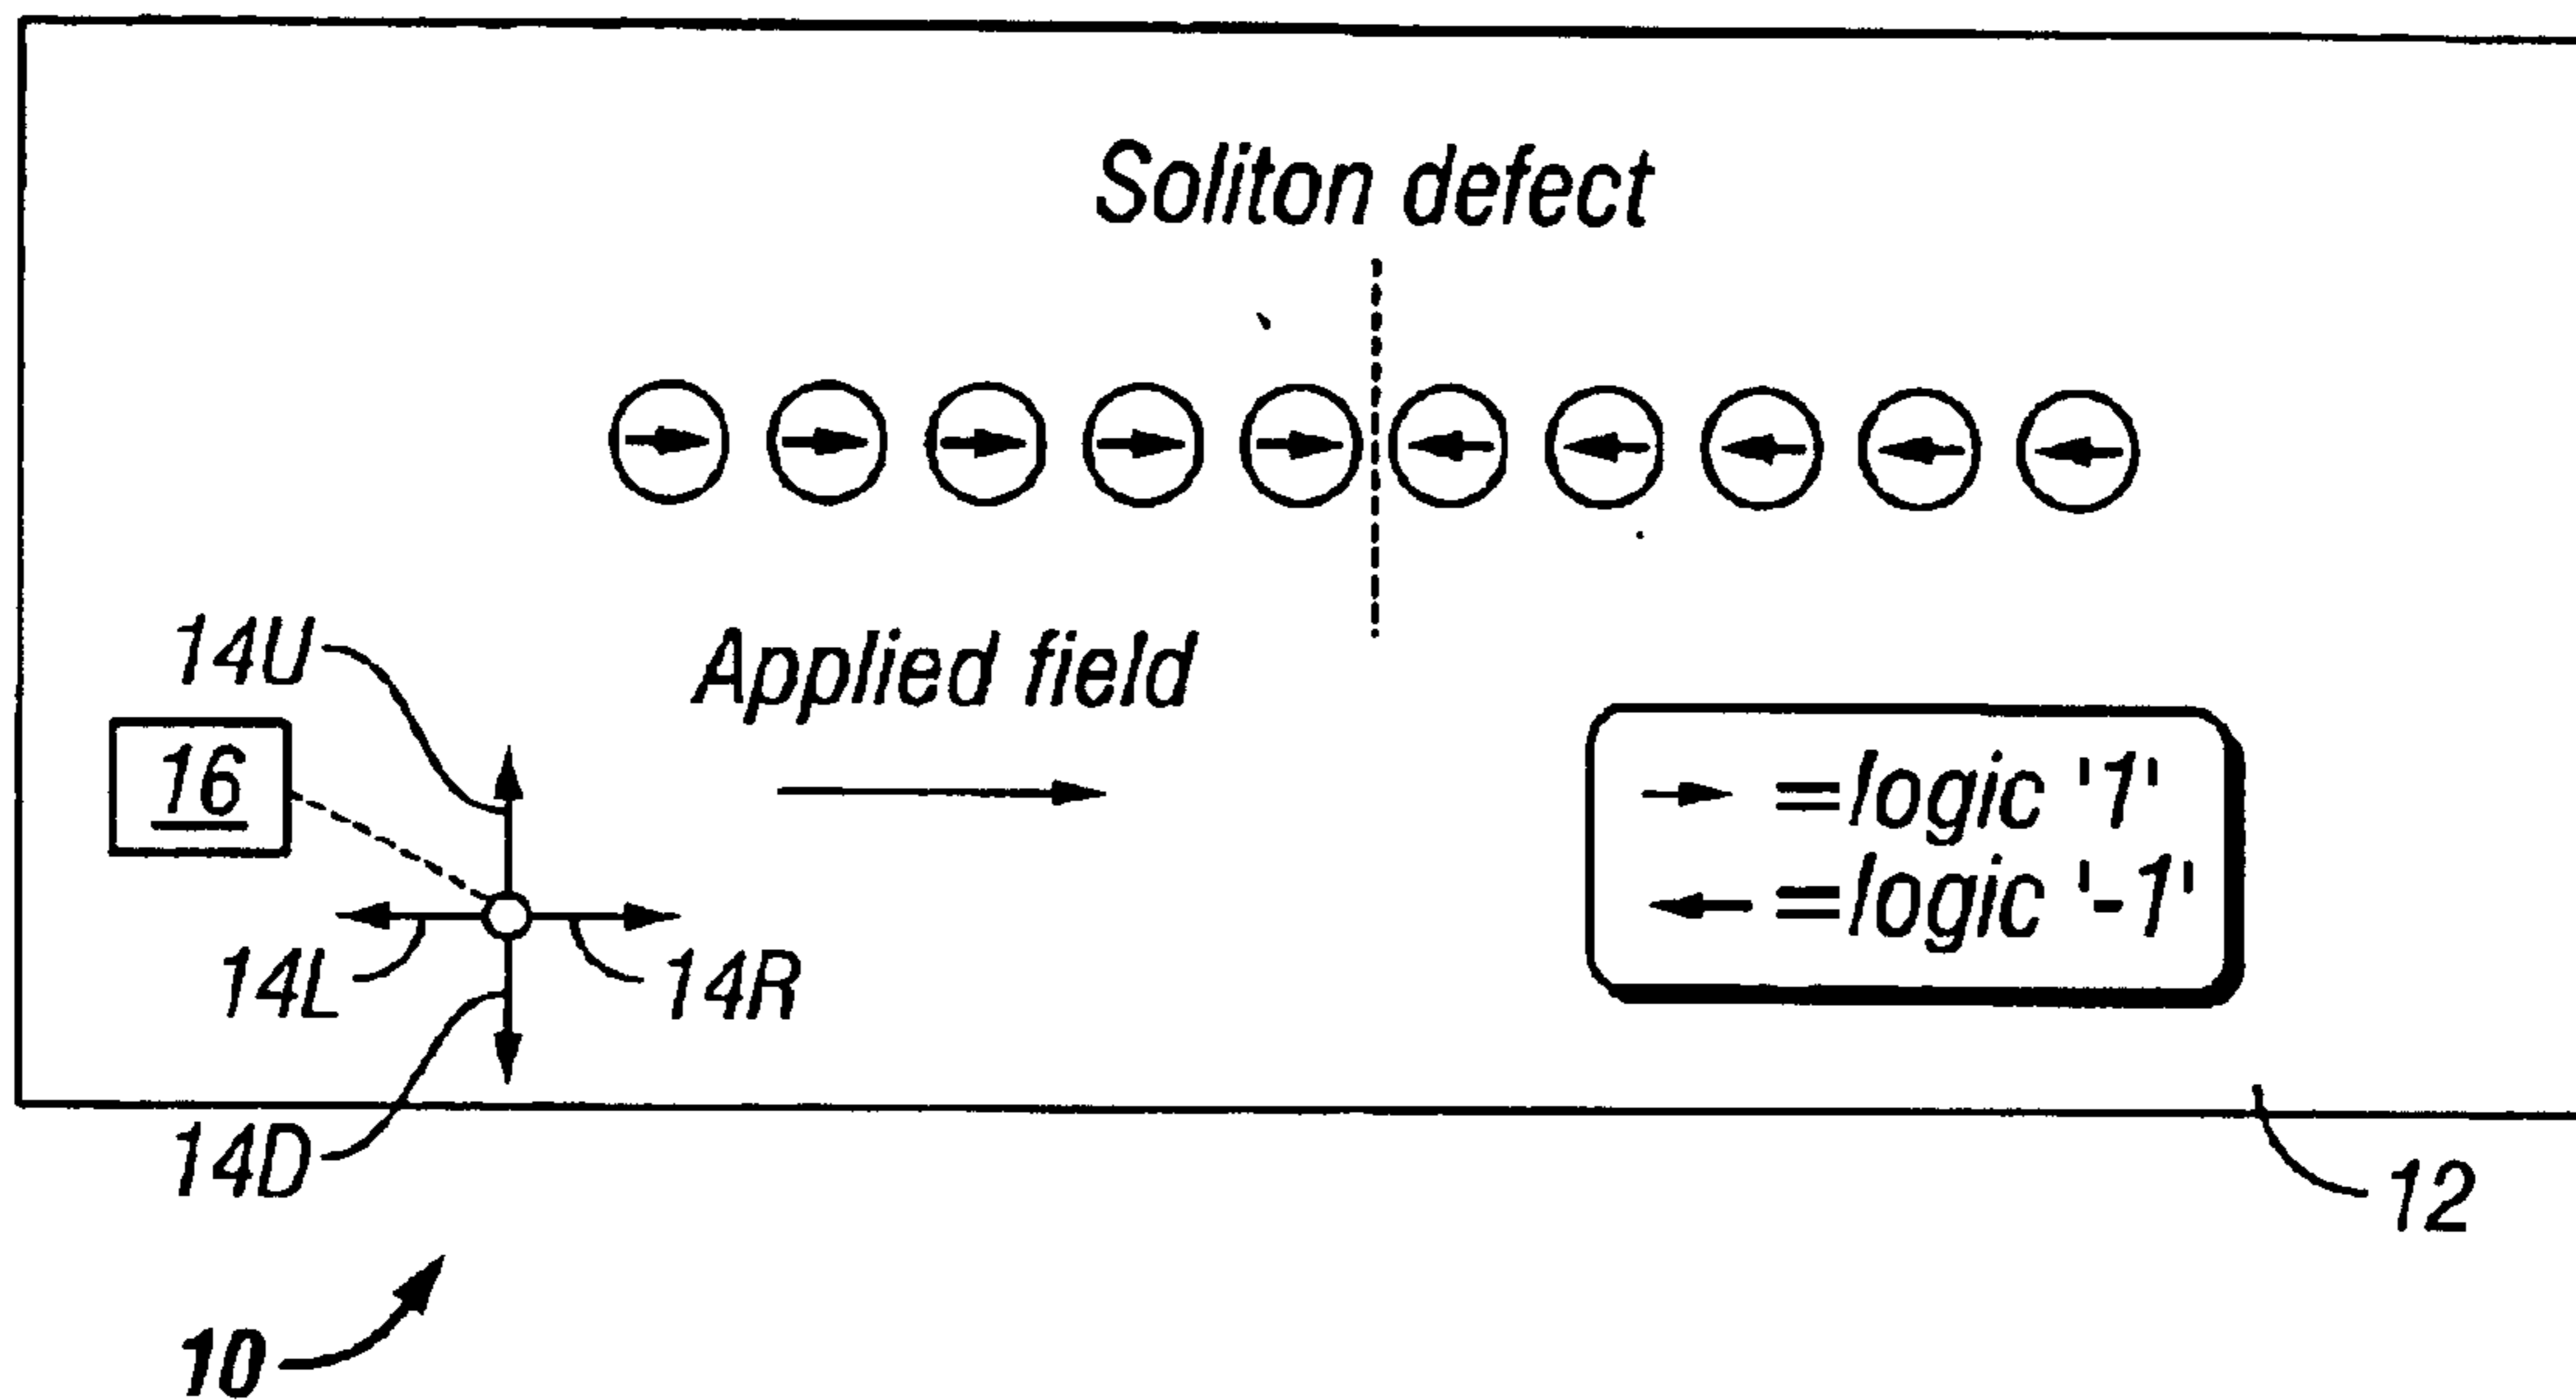 Soliton defect
14U
Applied field
16
→ =logic '1'
← =logic '-1'
14L
14R
14D
12
10